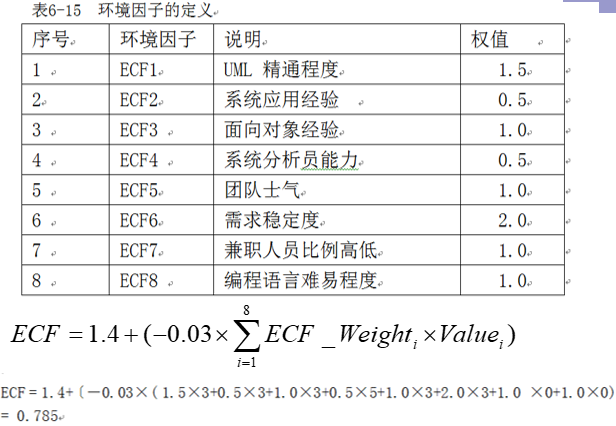 表6-15 环境因子的定义
序号 环境因子 说明 权值
1 ECF1 UML 精通程度 1.5
2 ECF2 系统应用经验 0.5
3 ECF3 面向对象经验 1.0
4 ECF4 系统分析员能力 0.5
5 ECF5 团队士气 1.0
6 ECF6 需求稳定度 2.0
7 ECF7 兼职人员比例高低 1.0
8 ECF8 编程语言难易程度 1.0
8
ECF = 1.4 + (−0.03 × ∑ ECF _ Weightᵢ × Valueᵢ)
i=1
ECF=1.4+(-0.03×(1.5×3+0.5×3+1.0×3+0.5×5+1.0×3+2.0×3+1.0 ×0+1.0×0)
= 0.785